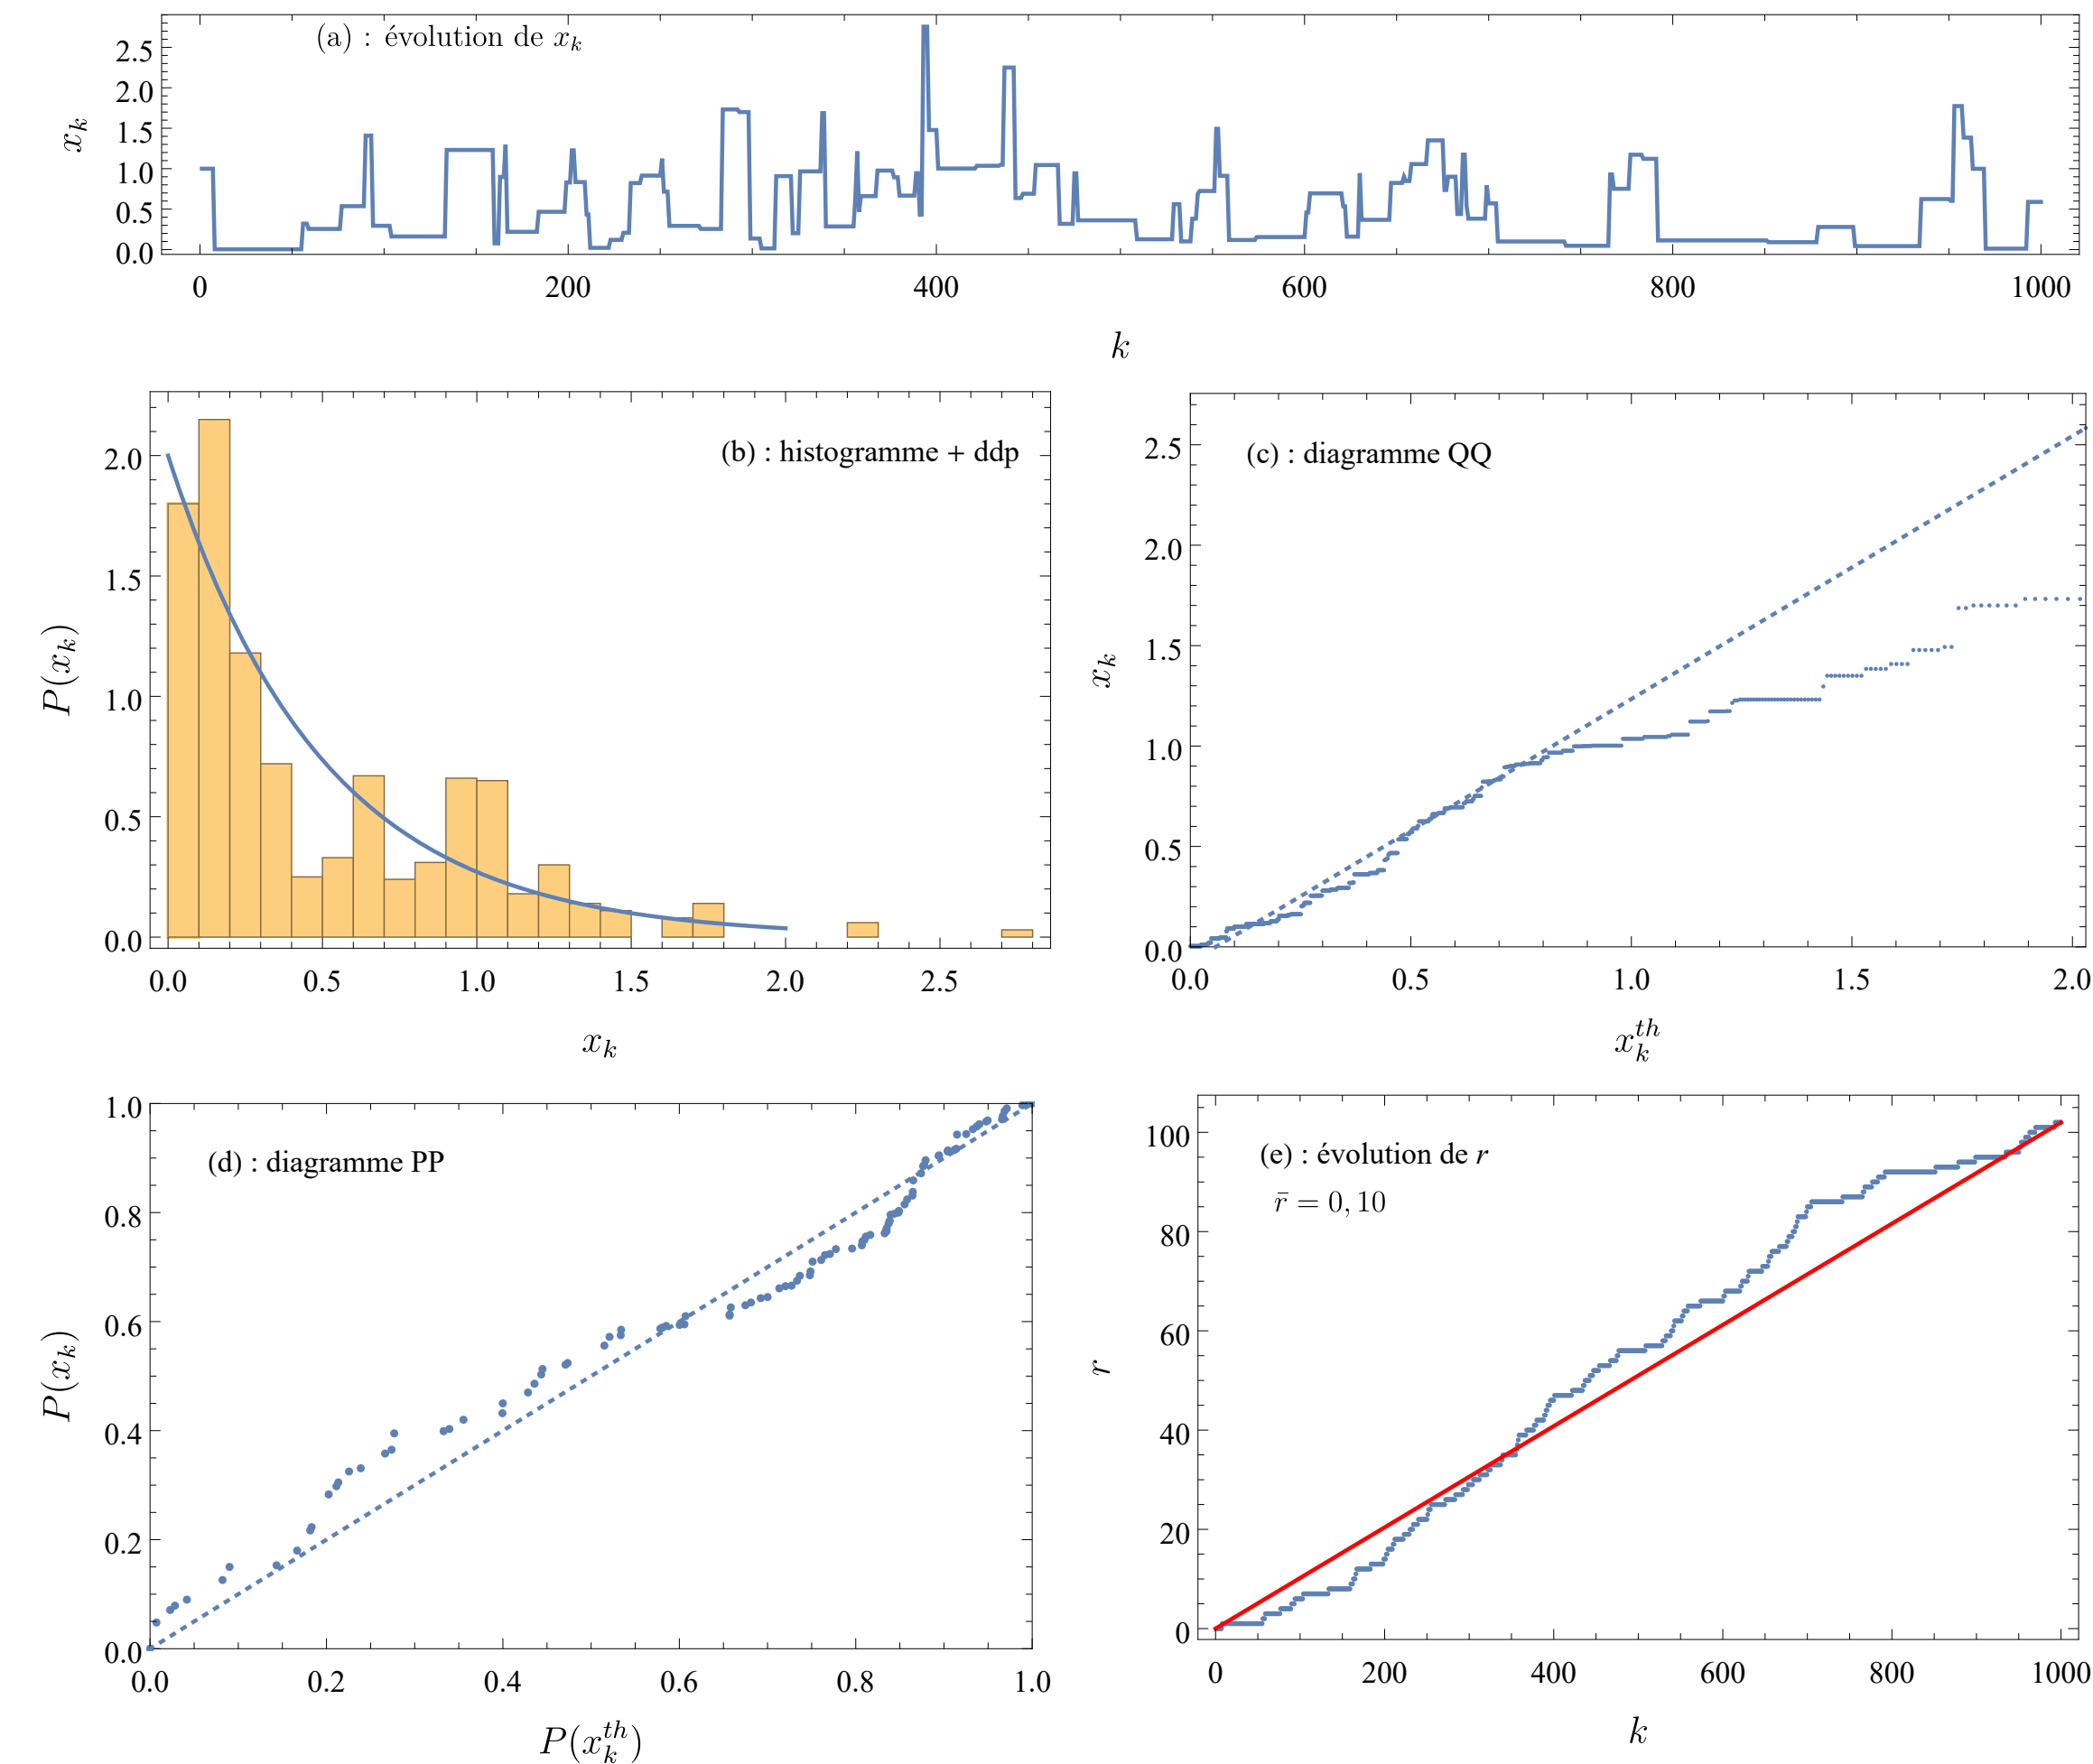 (a) : évolution de x_k
x_k
2.5
2.0
1.5
1.0
0.5
0.0
0 200 400 600 800 1000
k
(b) : histogramme + ddp
P(x_k)
2.0
1.5
1.0
0.5
0.0
0.0 0.5 1.0 1.5 2.0 2.5
x_k
(c) : diagramme QQ
x_k
2.5
2.0
1.5
1.0
0.5
0.0
0.0 0.5 1.0 1.5 2.0
x_k^th
(d) : diagramme PP
P(x_k)
1.0
0.8
0.6
0.4
0.2
0.0
0.0 0.2 0.4 0.6 0.8 1.0
P(x_k^th)
(e) : évolution de r
r̄ = 0, 10
r
100
80
60
40
20
0
0 200 400 600 800 1000
k